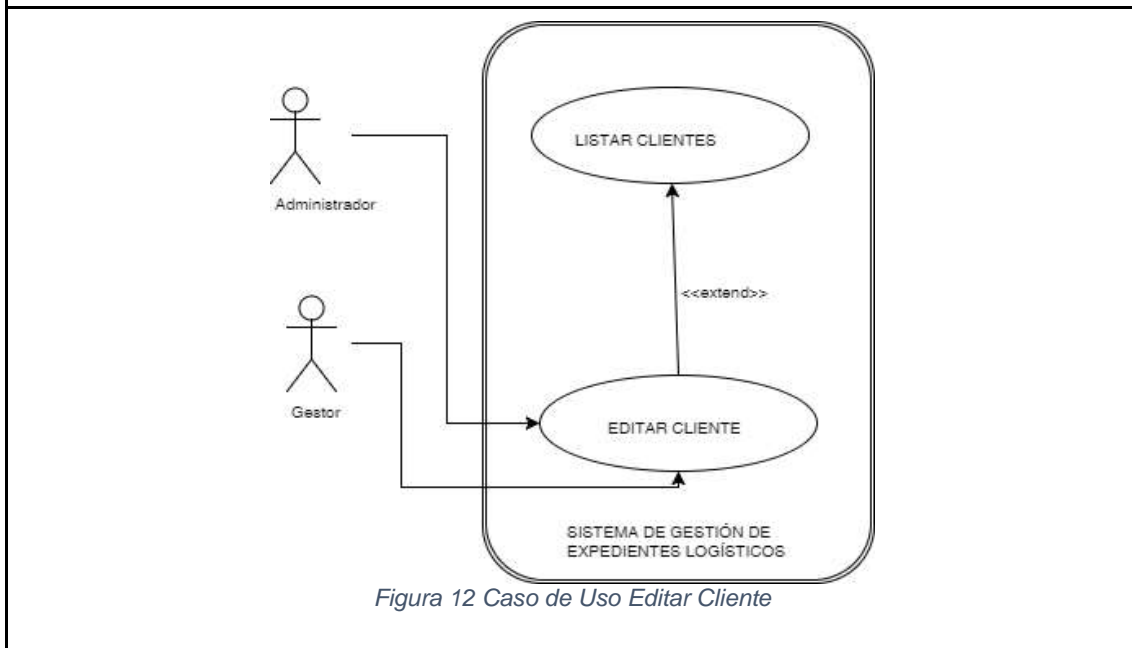 LISTAR CLIENTES
Administrador
<<extend>>
Gestor
EDITAR CLIENTE
SISTEMA DE GESTIÓN DE
EXPEDIENTES LOGÍSTICOS
Figura 12 Caso de Uso Editar Cliente